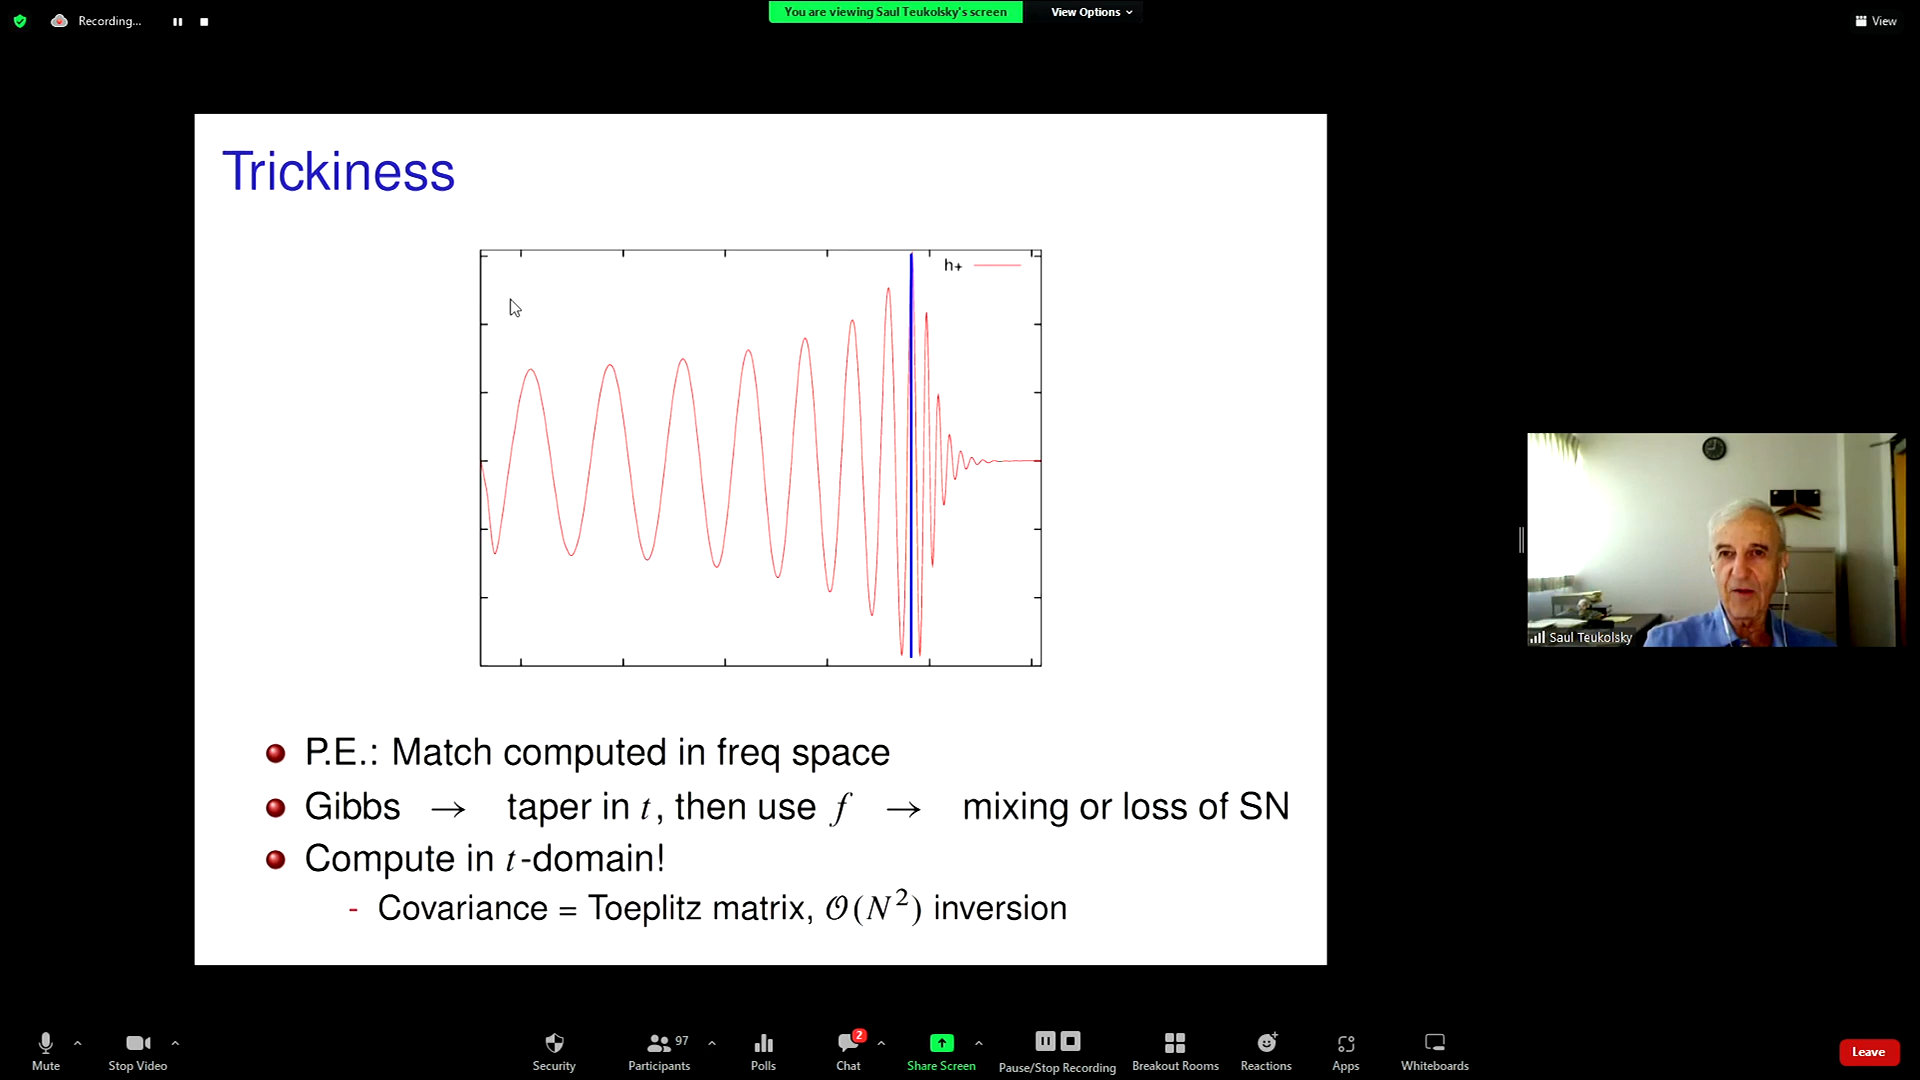 Recording...
You are viewing Saul Teukolsky's screen
View Options
View
Trickiness
h+
P.E.: Match computed in freq space
Gibbs → taper in t, then use f → mixing or loss of SN
Compute in t-domain!
- Covariance = Toeplitz matrix, 𝒪(N²) inversion
Saul Teukolsky
Mute
Stop Video
Security
Participants 97
Polls
Chat 2
Share Screen
Pause/Stop Recording
Breakout Rooms
Reactions
Apps
Whiteboards
Leave